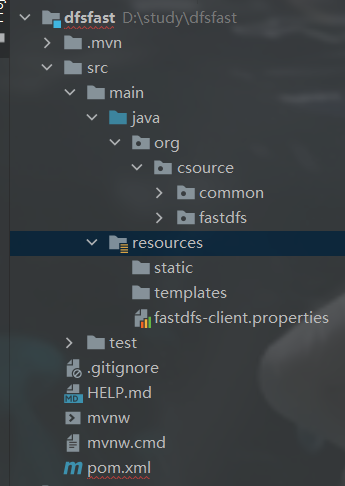 dfsfast D:\study\dfsfast
.mvn
src
main
java
org
csource
common
fastdfs
resources
static
templates
fastdfs-client.properties
test
.gitignore
MD HELP.md
mvnw
mvnw.cmd
m pom.xml